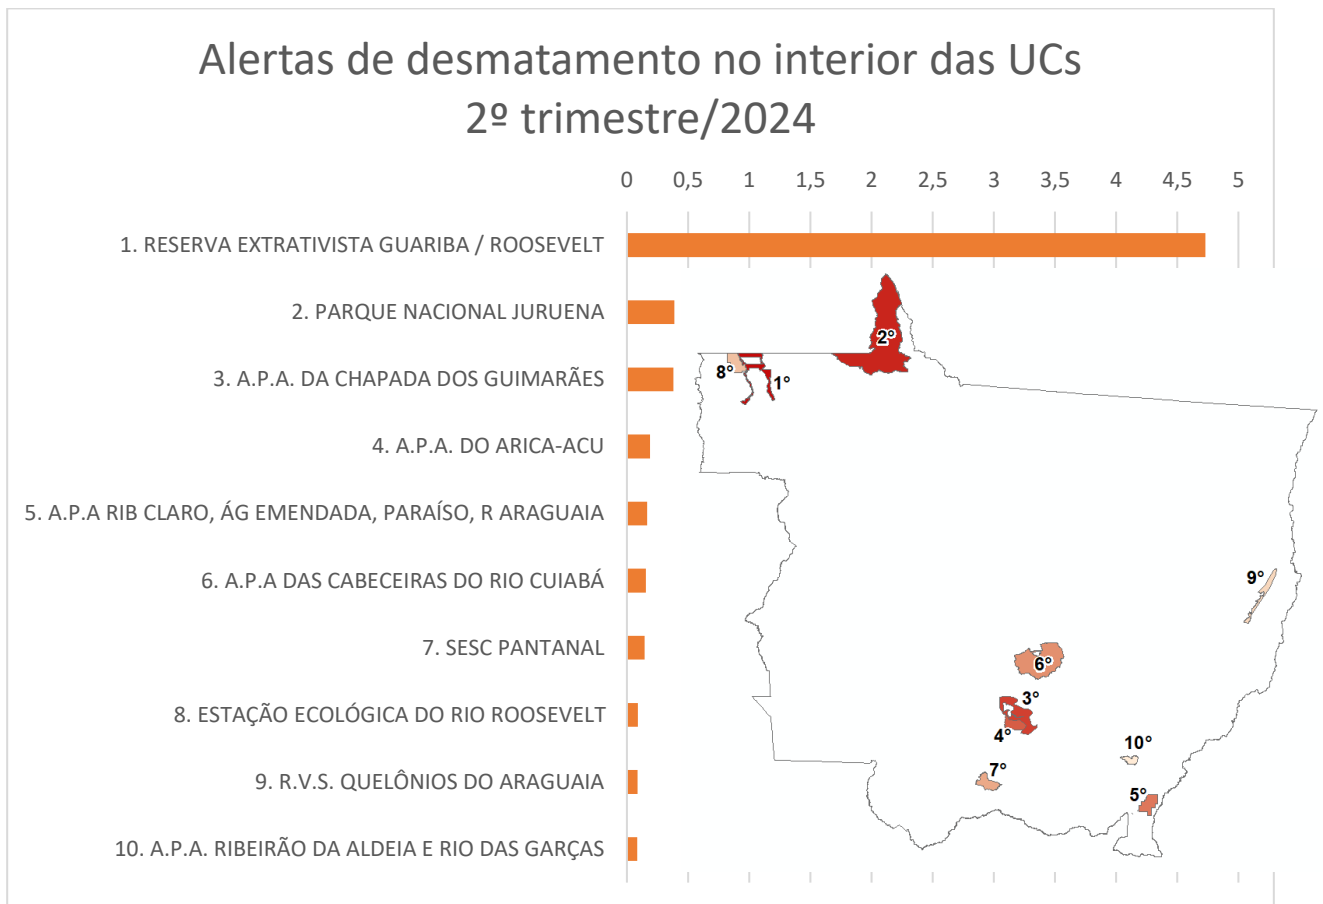 Alertas de desmatamento no interior das UCs
2º trimestre/2024
0 0,5 1 1,5 2 2,5 3 3,5 4 4,5 5
1. RESERVA EXTRATIVISTA GUARIBA / ROOSEVELT
2. PARQUE NACIONAL JURUENA
3. A.P.A. DA CHAPADA DOS GUIMARÃES
4. A.P.A. DO ARICA-ACU
5. A.P.A RIB CLARO, ÁG EMENDADA, PARAÍSO, R ARAGUAIA
6. A.P.A DAS CABECEIRAS DO RIO CUIABÁ
7. SESC PANTANAL
8. ESTAÇÃO ECOLÓGICA DO RIO ROOSEVELT
9. R.V.S. QUELÔNIOS DO ARAGUAIA
10. A.P.A. RIBEIRÃO DA ALDEIA E RIO DAS GARÇAS
2°
8°
1°
9°
6°
3°
4°
10°
7°
5°